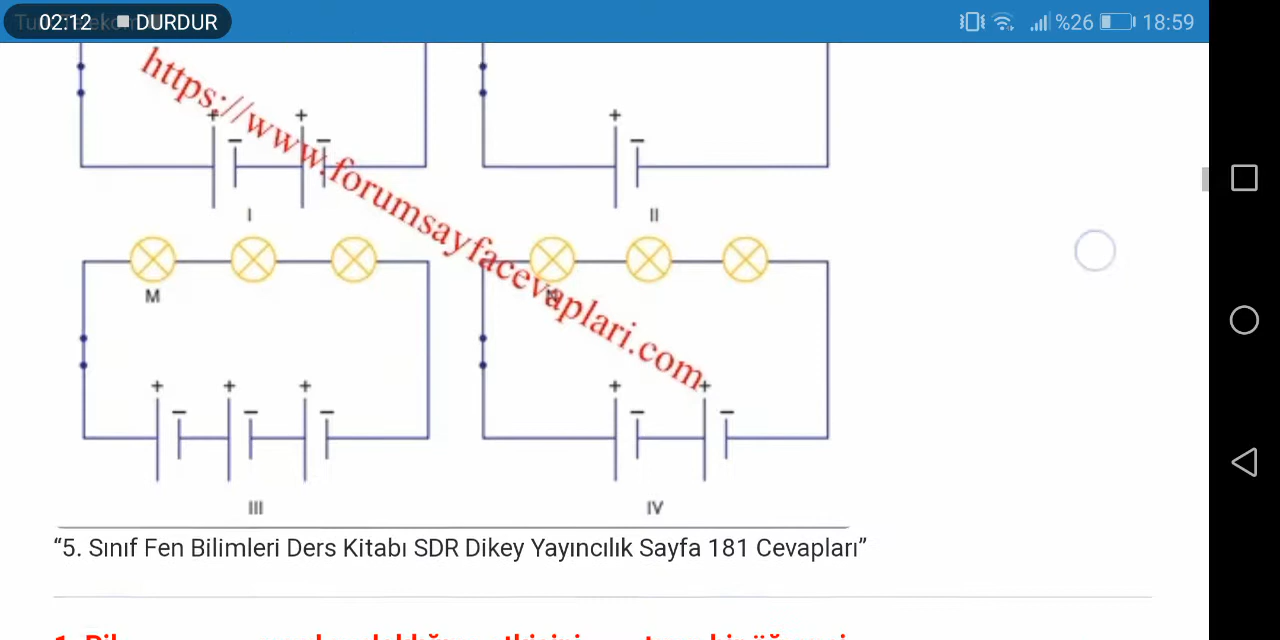 02:12 DURDUR
%26 18:59
https://www.forumsayfacevaplari.com
+ − + −
+ −
I
II
M
+ − + − + −
+ − + −
III
IV
“5. Sınıf Fen Bilimleri Ders Kitabı SDR Dikey Yayıncılık Sayfa 181 Cevapları”